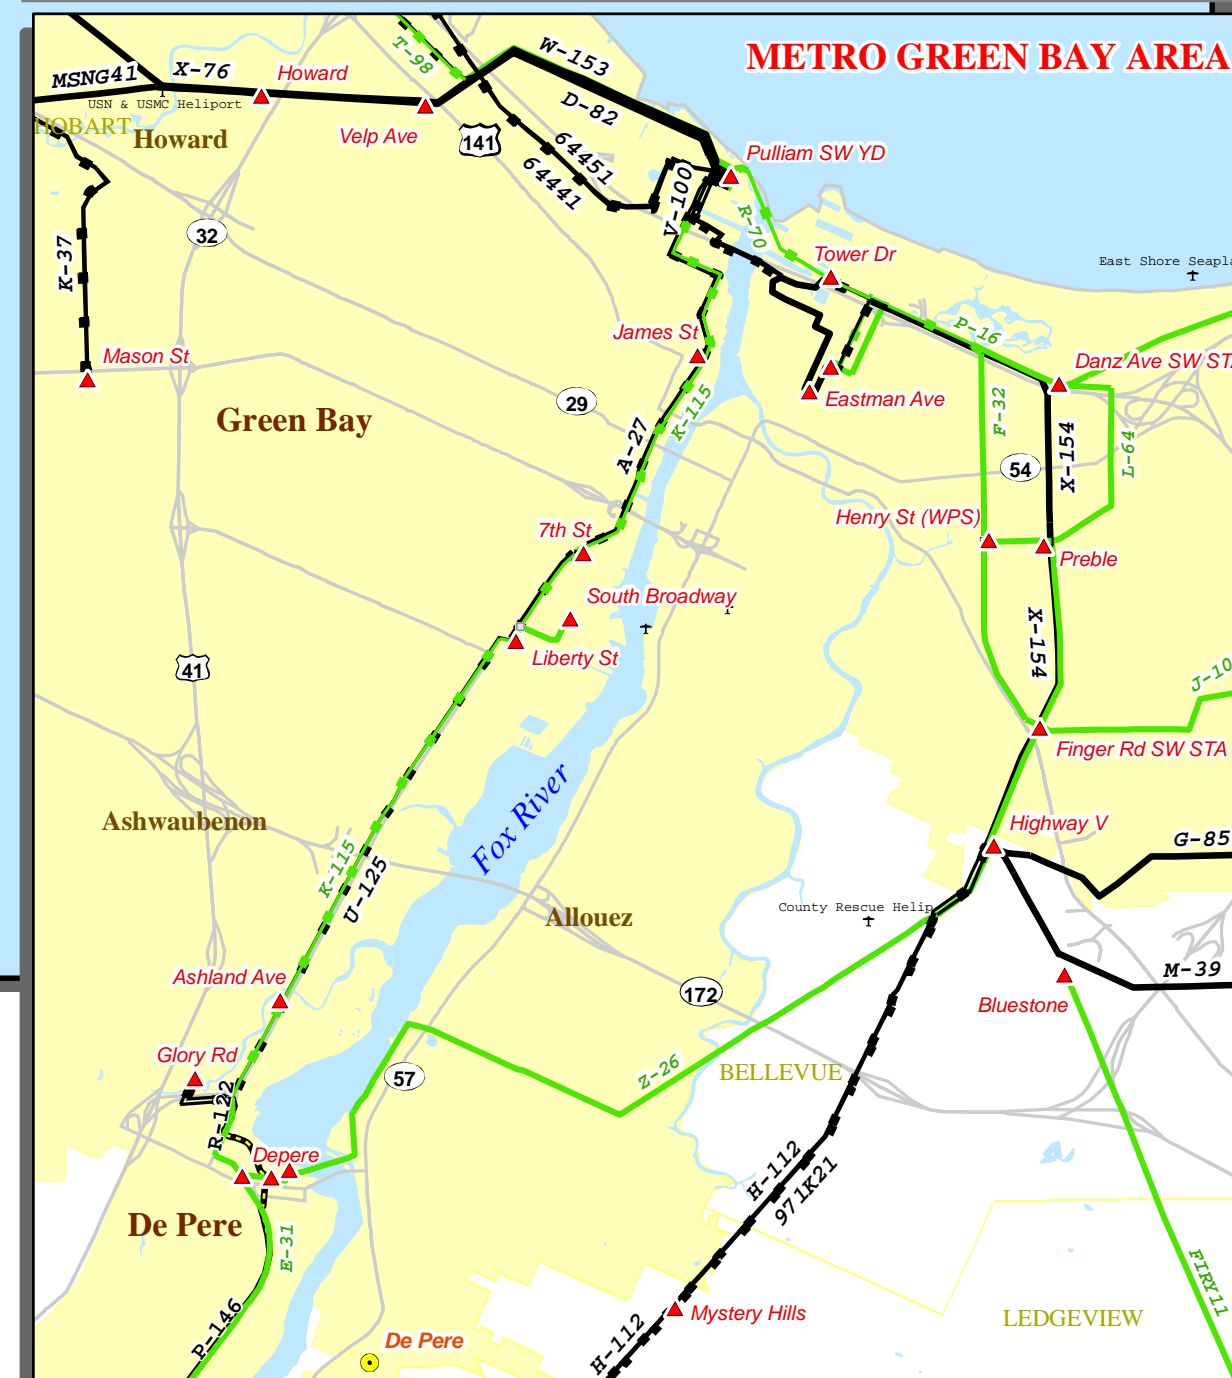 METRO GREEN BAY AREA
MSNG41
X-76
Howard
T-98
W-153
USN & USMC Heliport
HOBART
Howard
Velp Ave
141
D-82
64451
64441
Pulliam SW YD
V-100
R-70
32
K-37
Tower Dr
East Shore Seapla
Mason St
James St
P-16
Danz Ave SW STA
Green Bay
29
Eastman Ave
K-115
A-27
F-32
54
X-154
L-64
Henry St (WPS)
7th St
Preble
South Broadway
Liberty St
X-154
41
J-10
Finger Rd SW STA
Ashwaubenon
Fox River
Highway V
G-85
K-115
U-125
Allouez
County Rescue Helip
Ashland Ave
172
M-39
Bluestone
Glory Rd
57
Z-26
BELLEVUE
R-122
Depere
H-112
971K21
De Pere
E-31
FIRY11
P-146
Mystery Hills
LEDGEVIEW
De Pere
H-112